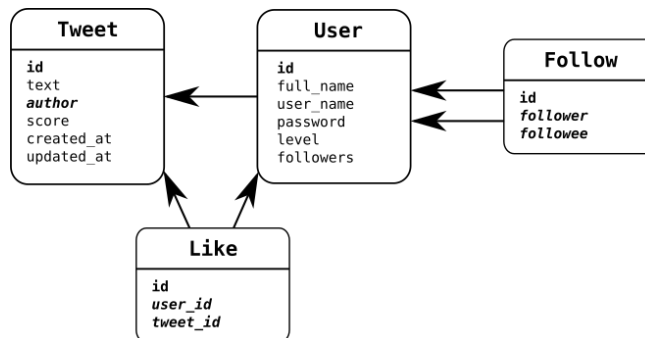 Tweet
id
text
author
score
created_at
updated_at
User
id
full_name
user_name
password
level
followers
Follow
id
follower
followee
Like
id
user_id
tweet_id